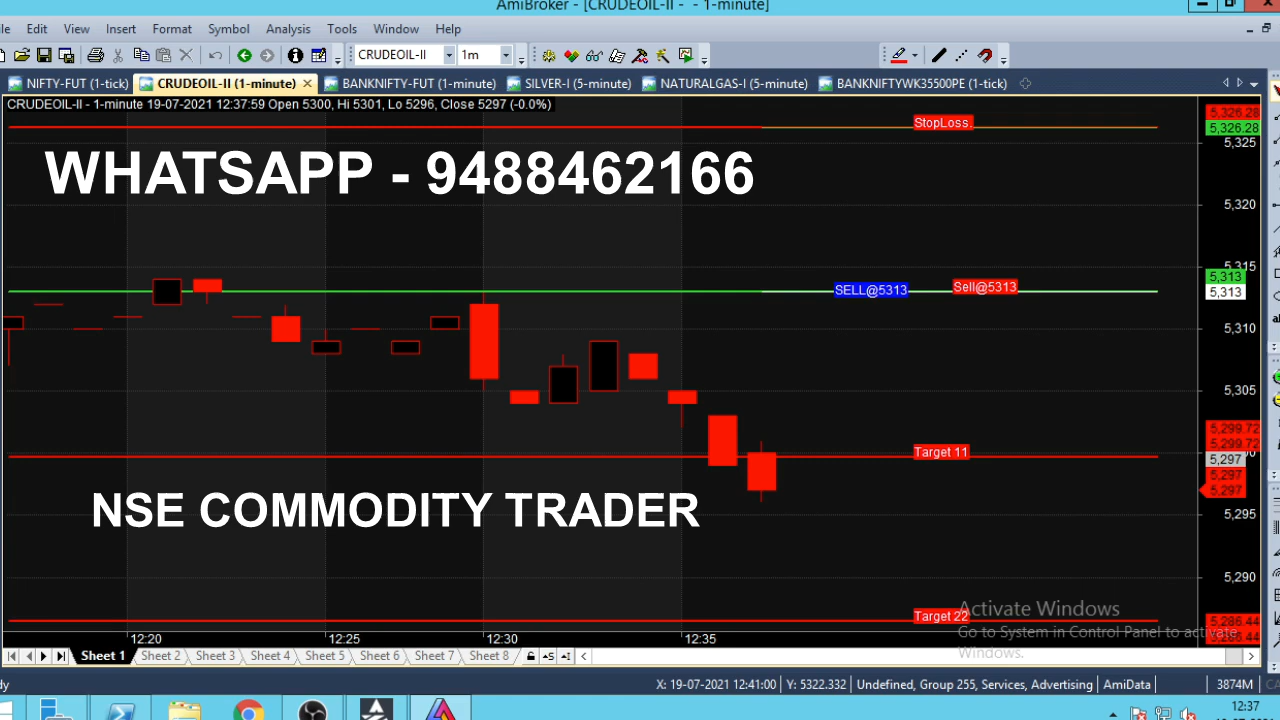 AmiBroker - [CRUDEOIL-II - - 1-minute]
Edit View Insert Format Symbol Analysis Tools Window Help
CRUDEOIL-II 1m
NIFTY-FUT (1-tick) CRUDEOIL-II (1-minute) BANKNIFTY-FUT (1-minute) SILVER-I (5-minute) NATURALGAS-I (5-minute) BANKNIFTYWK35500PE (1-tick)
CRUDEOIL-II - 1-minute 19-07-2021 12:37:59 Open 5300, Hi 5301, Lo 5296, Close 5297 (-0.0%)
5,326.28
StopLoss.
5,326.28
5,325
WHATSAPP - 9488462166
5,320
5,315
5,313
SELL@5313 Sell@5313
5,313
5,310
5,305
5,299.72
5,299.72
Target 11
5,297
5,297
5,297
NSE COMMODITY TRADER
5,295
5,290
Activate Windows
Target 22
5,286.44
Go to System in Control Panel to activate
5,286.44
Windows.
12:20 12:25 12:30 12:35
Sheet 1 Sheet 2 Sheet 3 Sheet 4 Sheet 5 Sheet 6 Sheet 7 Sheet 8
X: 19-07-2021 12:41:00 Y: 5322.332 Undefined, Group 255, Services, Advertising AmiData 3874M
12:37